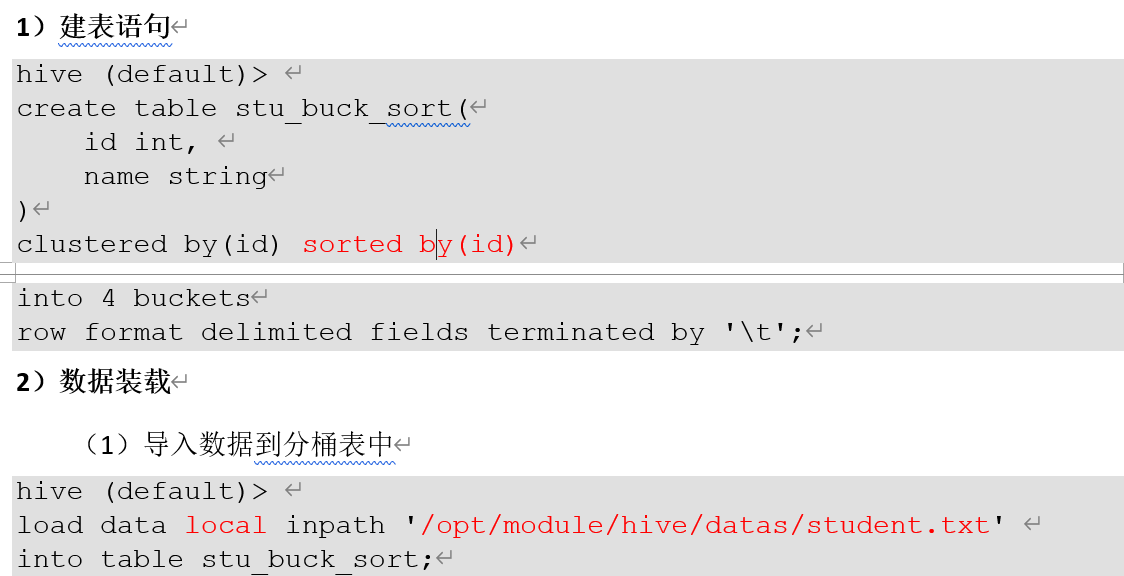 1）建表语句
hive (default)>
create table stu_buck_sort(
    id int,
    name string
)
clustered by(id) sorted by(id)
into 4 buckets
row format delimited fields terminated by '\t';
2）数据装载
（1）导入数据到分桶表中
hive (default)>
load data local inpath '/opt/module/hive/datas/student.txt'
into table stu_buck_sort;